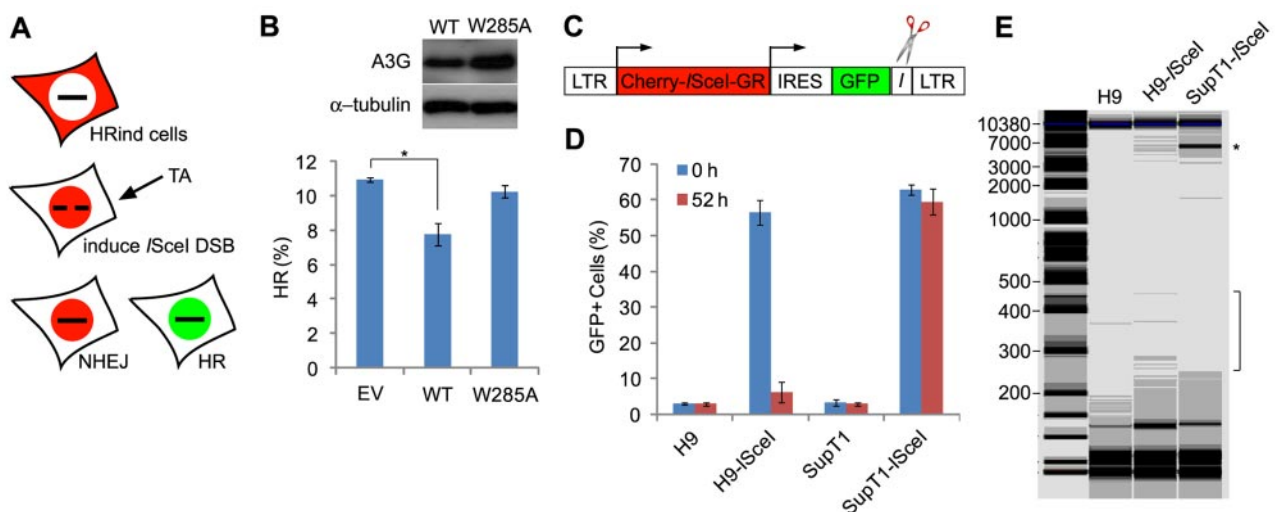 A
HRind cells
TA
induce ISceI DSB
NHEJ
HR
B
WT W285A
A3G
α–tubulin
*
HR (%)
12
10
8
6
4
2
0
EV WT W285A
C
LTR Cherry-ISceI-GR IRES GFP I LTR
D
0 h
52 h
GFP+ Cells (%)
70
60
50
40
30
20
10
0
H9
H9-ISceI
SupT1
SupT1-ISceI
E
H9
H9-ISceI
SupT1-ISceI
10380
7000
3000
2000
1000
500
400
300
200
*